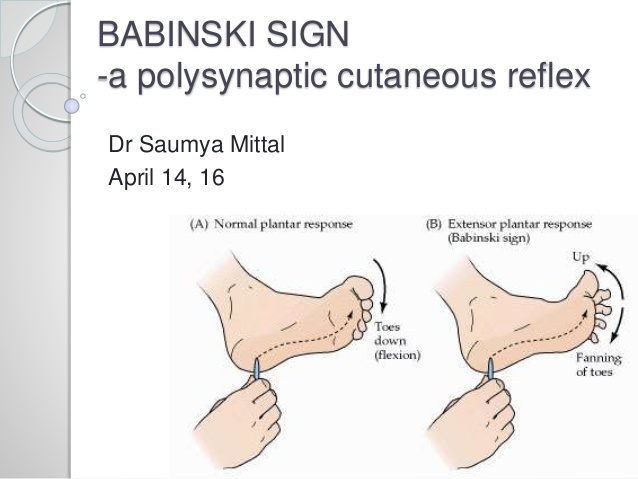 BABINSKI SIGN
-a polysynaptic cutaneous reflex
Dr Saumya Mittal
April 14, 16
(A) Normal plantar response
Toes
down
(flexion)
(B) Extensor plantar response
(Babinski sign)
Up
Fanning
of toes